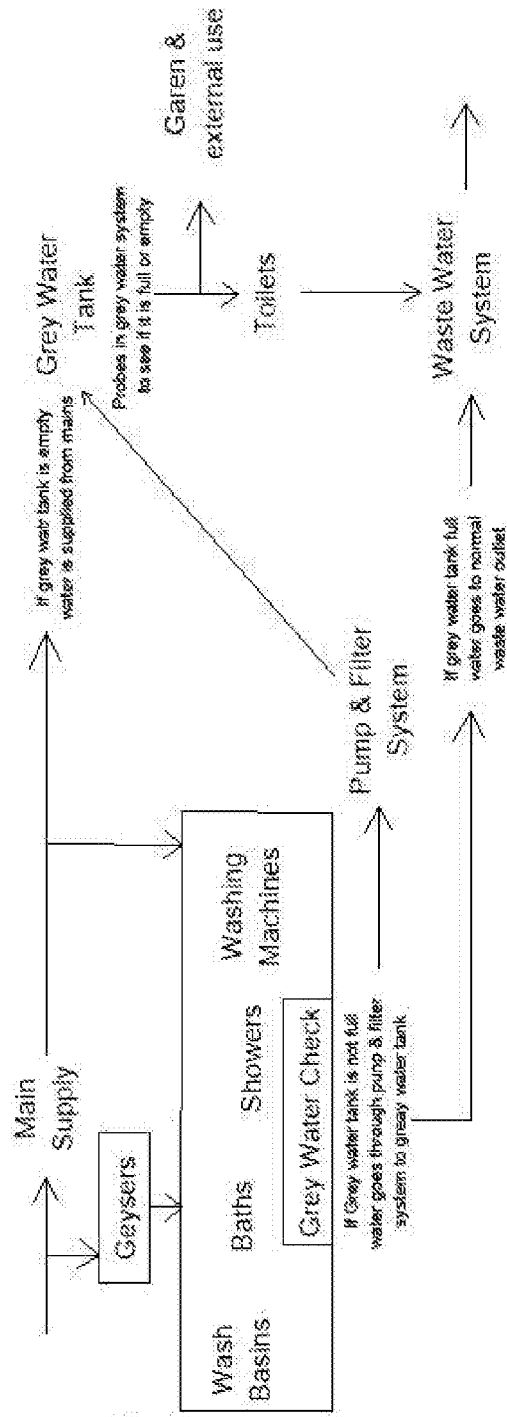 Main
Supply
If grey watr tank is empty
water is supplied from mains
Grey Water
Tank
Probes in grey water system
to see if it is full or empty
Garen &
external use
Geysers
Toilets
Wash
Basins
Baths
Showers
Washing
Machines
Grey Water Check
If Grey water tank is not full
water goes through pump & filter
system to greay water tank
Pump & Filter
System
If grey water tank full
water goes to normal
waste water outlet
Waste Water
System